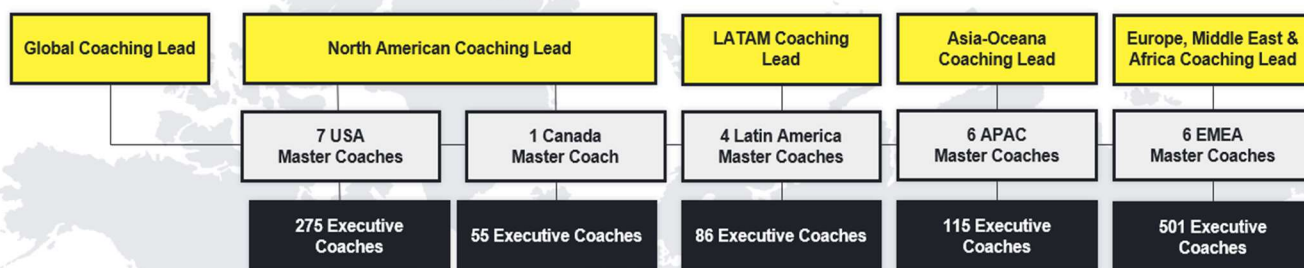 Global Coaching Lead
North American Coaching Lead
LATAM Coaching
Lead
Asia-Oceana
Coaching Lead
Europe, Middle East &
Africa Coaching Lead
7 USA
Master Coaches
1 Canada
Master Coach
4 Latin America
Master Coaches
6 APAC
Master Coaches
6 EMEA
Master Coaches
275 Executive
Coaches
55 Executive Coaches
86 Executive Coaches
115 Executive
Coaches
501 Executive
Coaches